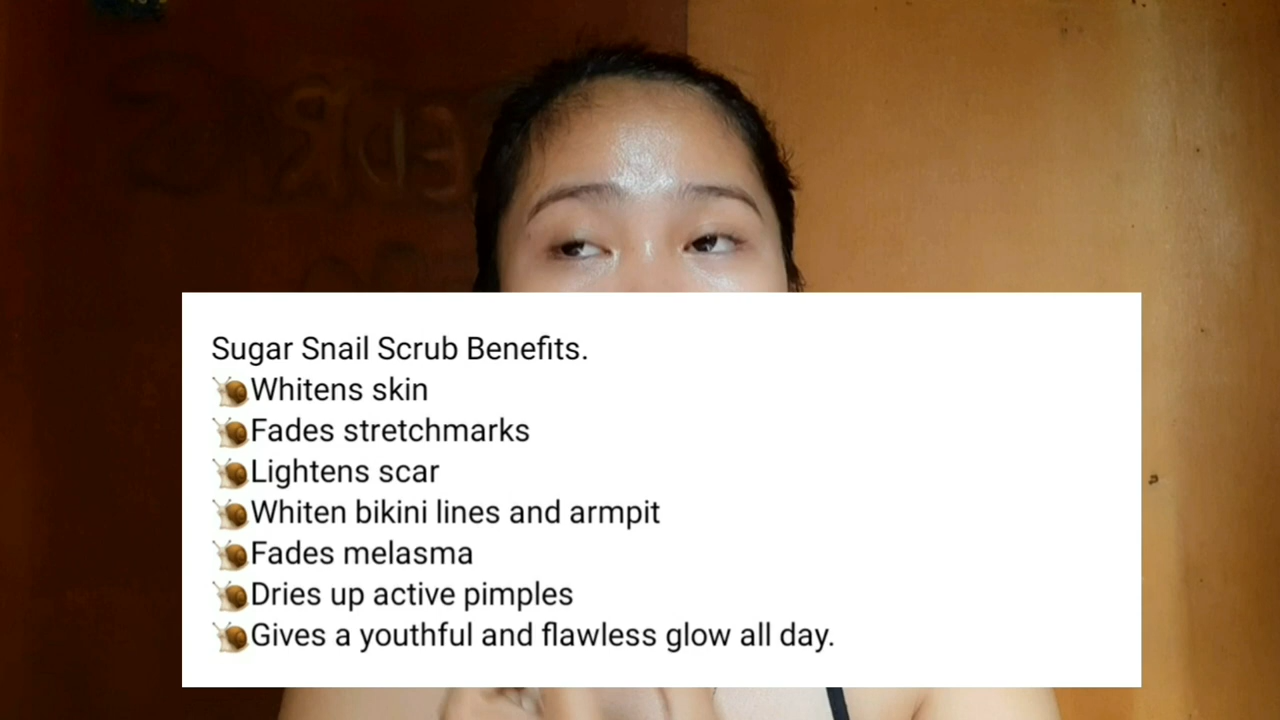 Sugar Snail Scrub Benefits.
🐌Whitens skin
🐌Fades stretchmarks
🐌Lightens scar
🐌Whiten bikini lines and armpit
🐌Fades melasma
🐌Dries up active pimples
🐌Gives a youthful and flawless glow all day.